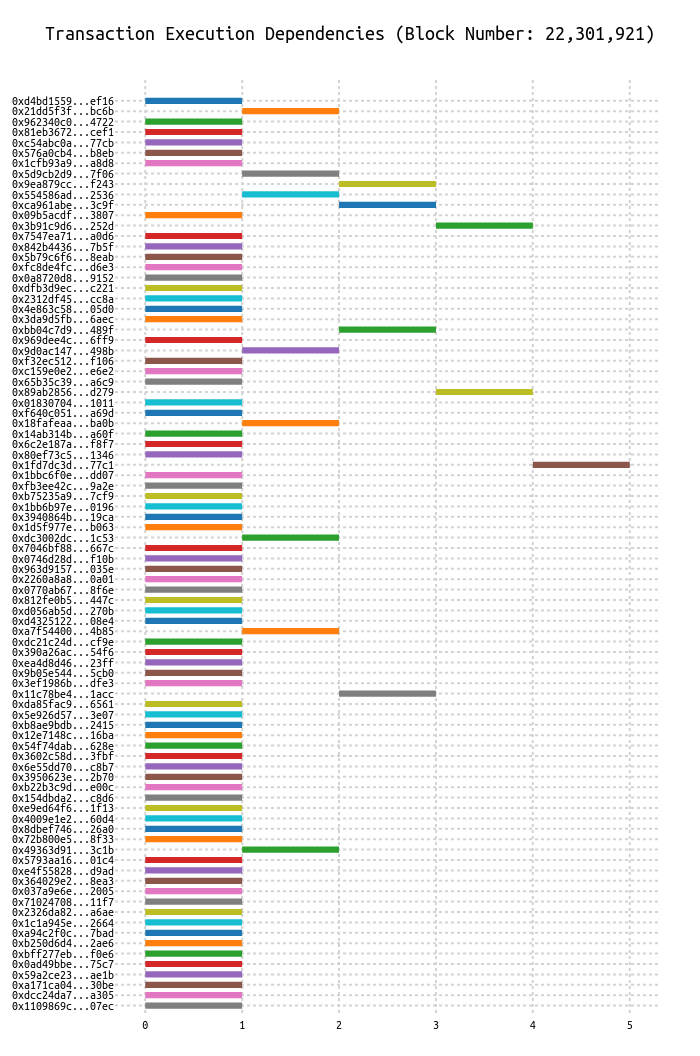 Transaction Execution Dependencies (Block Number: 22,301,921)
0xd4bd1559...ef16
0x21dd5f3f...bc6b
0x962340c0...4722
0x81eb3672...cef1
0xc54abc0a...77cb
0x576a0cb4...b8eb
0x1cfb93a9...a8d8
0x5d9cb2d9...7f06
0x9ea879cc...f243
0x554586ad...2536
0xca961abe...3c9f
0x09b5acdf...3807
0x3b91c9d6...252d
0x7547ea71...a0d6
0x842b4436...7b5f
0x5b79c6f6...8eab
0xfc8de4fc...d6e3
0x0a8720d8...9152
0xdfb3d9ec...c221
0x2312df45...cc8a
0x4e863c58...05d0
0x3da9d5fb...6aec
0xbb04c7d9...489f
0x969dee4c...6ff9
0x9d0ac147...498b
0xf32ec512...f106
0xc159e0e2...e6e2
0x65b35c39...a6c9
0x89ab2856...d279
0x01830704...1011
0xf640c051...a69d
0x18fafeaa...ba0b
0x14ab314b...a60f
0x6c2e187a...f8f7
0x80ef73c5...1346
0x1fd7dc3d...77c1
0x1bbc6f0e...dd07
0xfb3ee42c...9a2e
0xb75235a9...7cf9
0x1bb6b97e...0196
0x3940864b...19ca
0x1d5f977e...b063
0xdc3002dc...1c53
0x7046bf88...667c
0x0746d28d...f10b
0x963d9157...035e
0x2260a8a8...0a01
0x0770ab67...8f6e
0x812fe0b5...447c
0xd056ab5d...270b
0xd4325122...08e4
0xa7f54400...4b85
0xdc21c24d...cf9e
0x390a26ac...54f6
0xea4d8d46...23ff
0x9b05e544...5cb0
0x3ef1986b...dfe3
0x11c78be4...1acc
0xda85fac9...6561
0x5e926d57...3e07
0xb8ae9bdb...2415
0x12e7148c...16ba
0x54f74dab...628e
0x3602c58d...3fbf
0x6e55dd70...c8b7
0x3950623e...2b70
0xb22b3c9d...e00c
0x154dbda2...c8d6
0xe9ed64f6...1f13
0x4009e1e2...60d4
0x8dbef746...26a0
0x72b800e5...8f33
0x49363d91...3c1b
0x5793aa16...01c4
0xe4f55828...d9ad
0x364029e2...8ea3
0x037a9e6e...2005
0x71024708...11f7
0x2326da82...a6ae
0x1c1a945e...2664
0xa94c2f0c...7bad
0xb250d6d4...2ae6
0xbff277eb...f0e6
0x0ad49bbe...75c7
0x59a2ce23...ae1b
0xa171ca04...30be
0xdcc24da7...a305
0x1109869c...07ec
0 1 2 3 4 5